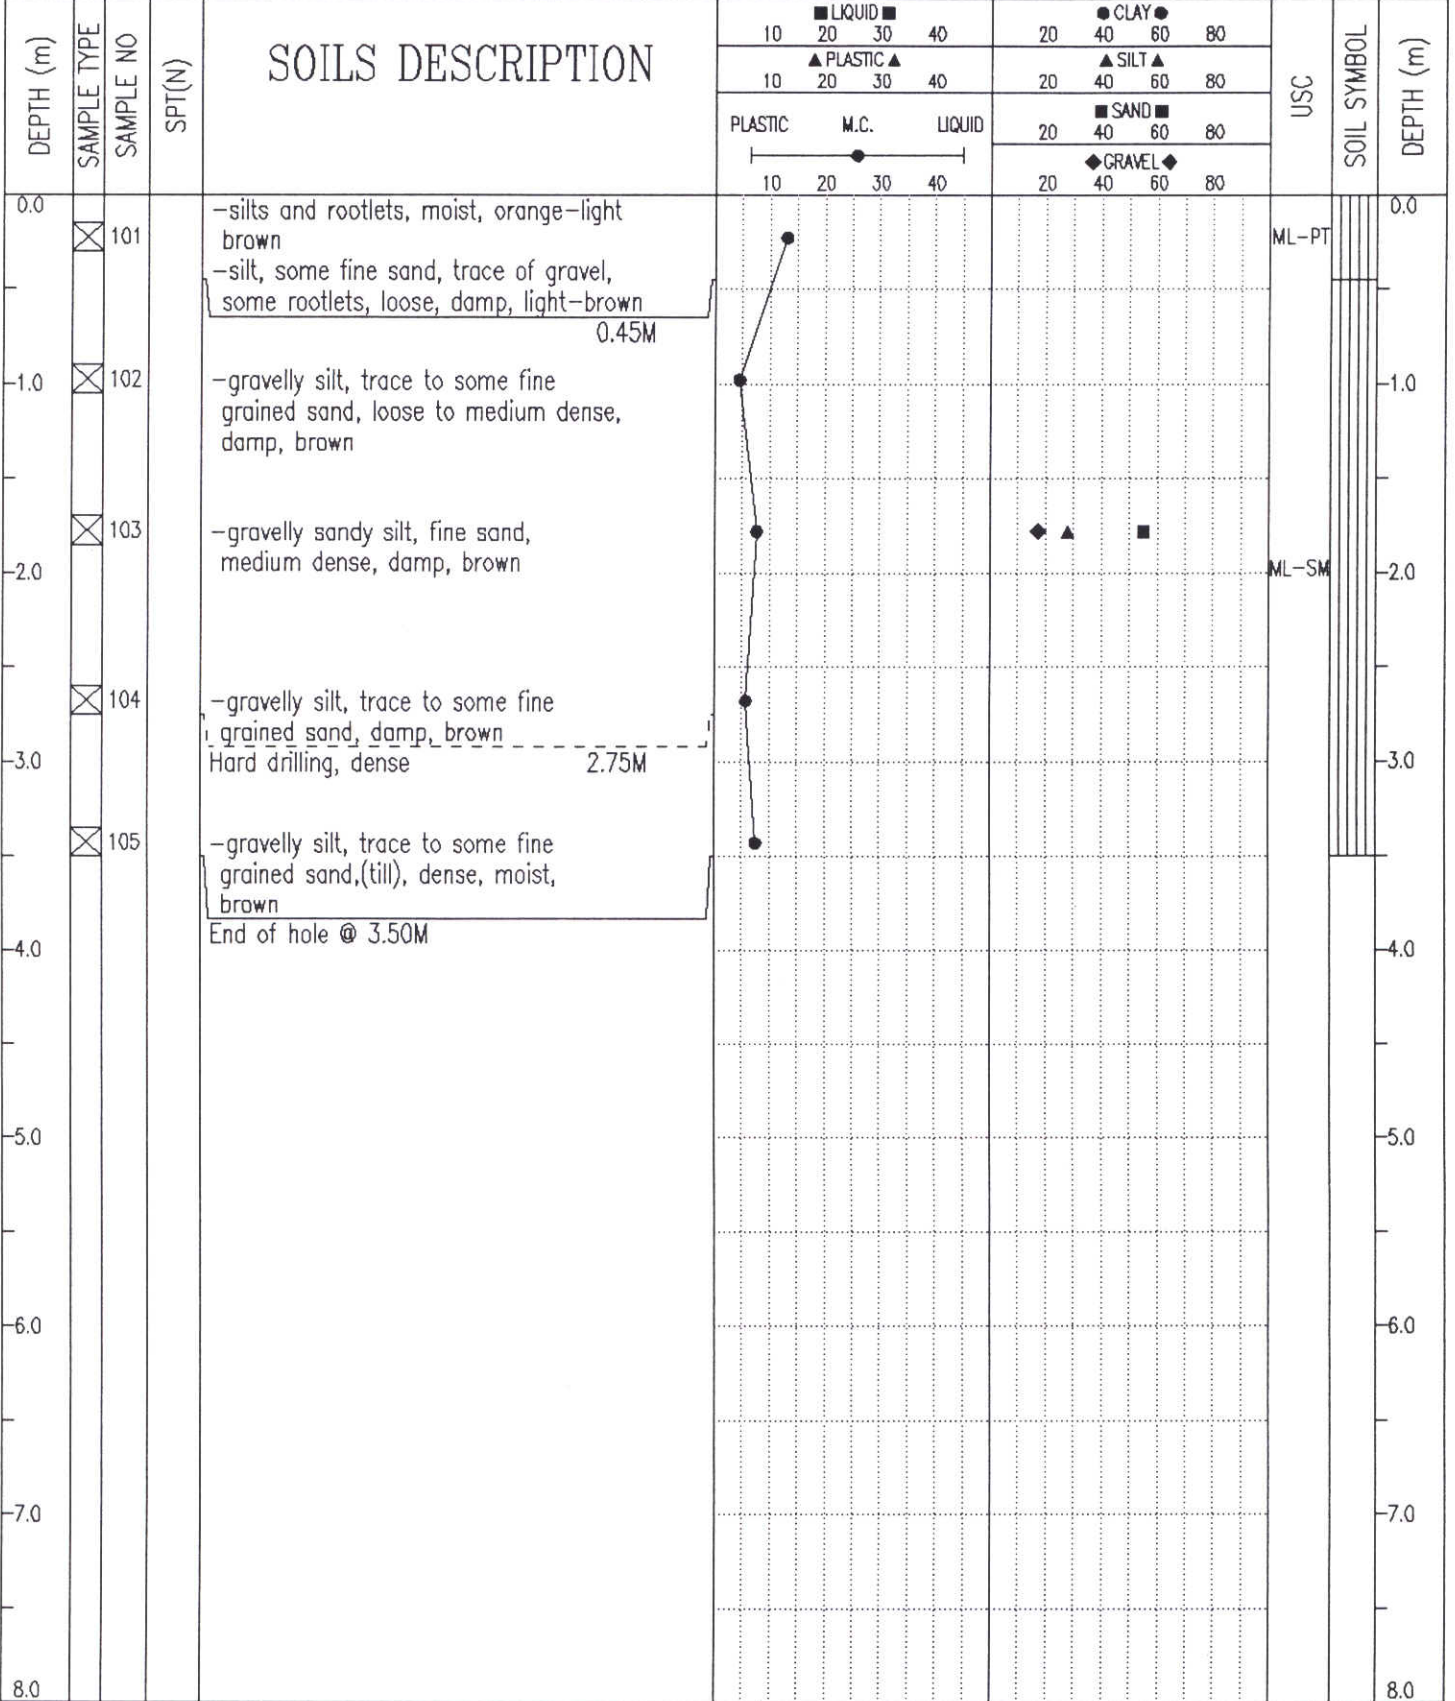 DEPTH (m)
SAMPLE TYPE
SAMPLE NO
SPT(N)
SOILS DESCRIPTION
■ LIQUID ■
10 20 30 40
▲ PLASTIC ▲
10 20 30 40
PLASTIC M.C. LIQUID
10 20 30 40
● CLAY ●
20 40 60 80
▲ SILT ▲
20 40 60 80
■ SAND ■
20 40 60 80
◆ GRAVEL ◆
20 40 60 80
USC
SOIL SYMBOL
DEPTH (m)
0.0
-silts and rootlets, moist, orange-light
0.0
101
brown
ML-PT
-silt, some fine sand, trace of gravel,
some rootlets, loose, damp, light-brown
0.45M
1.0
102
-gravelly silt, trace to some fine
1.0
grained sand, loose to medium dense,
damp, brown
103
-gravelly sandy silt, fine sand,
medium dense, damp, brown
2.0
ML-SM
2.0
104
-gravelly silt, trace to some fine
grained sand, damp, brown
3.0
Hard drilling, dense 2.75M
3.0
105
-gravelly silt, trace to some fine
grained sand,(till), dense, moist,
brown
End of hole @ 3.50M
4.0
4.0
5.0
5.0
6.0
6.0
7.0
7.0
8.0
8.0